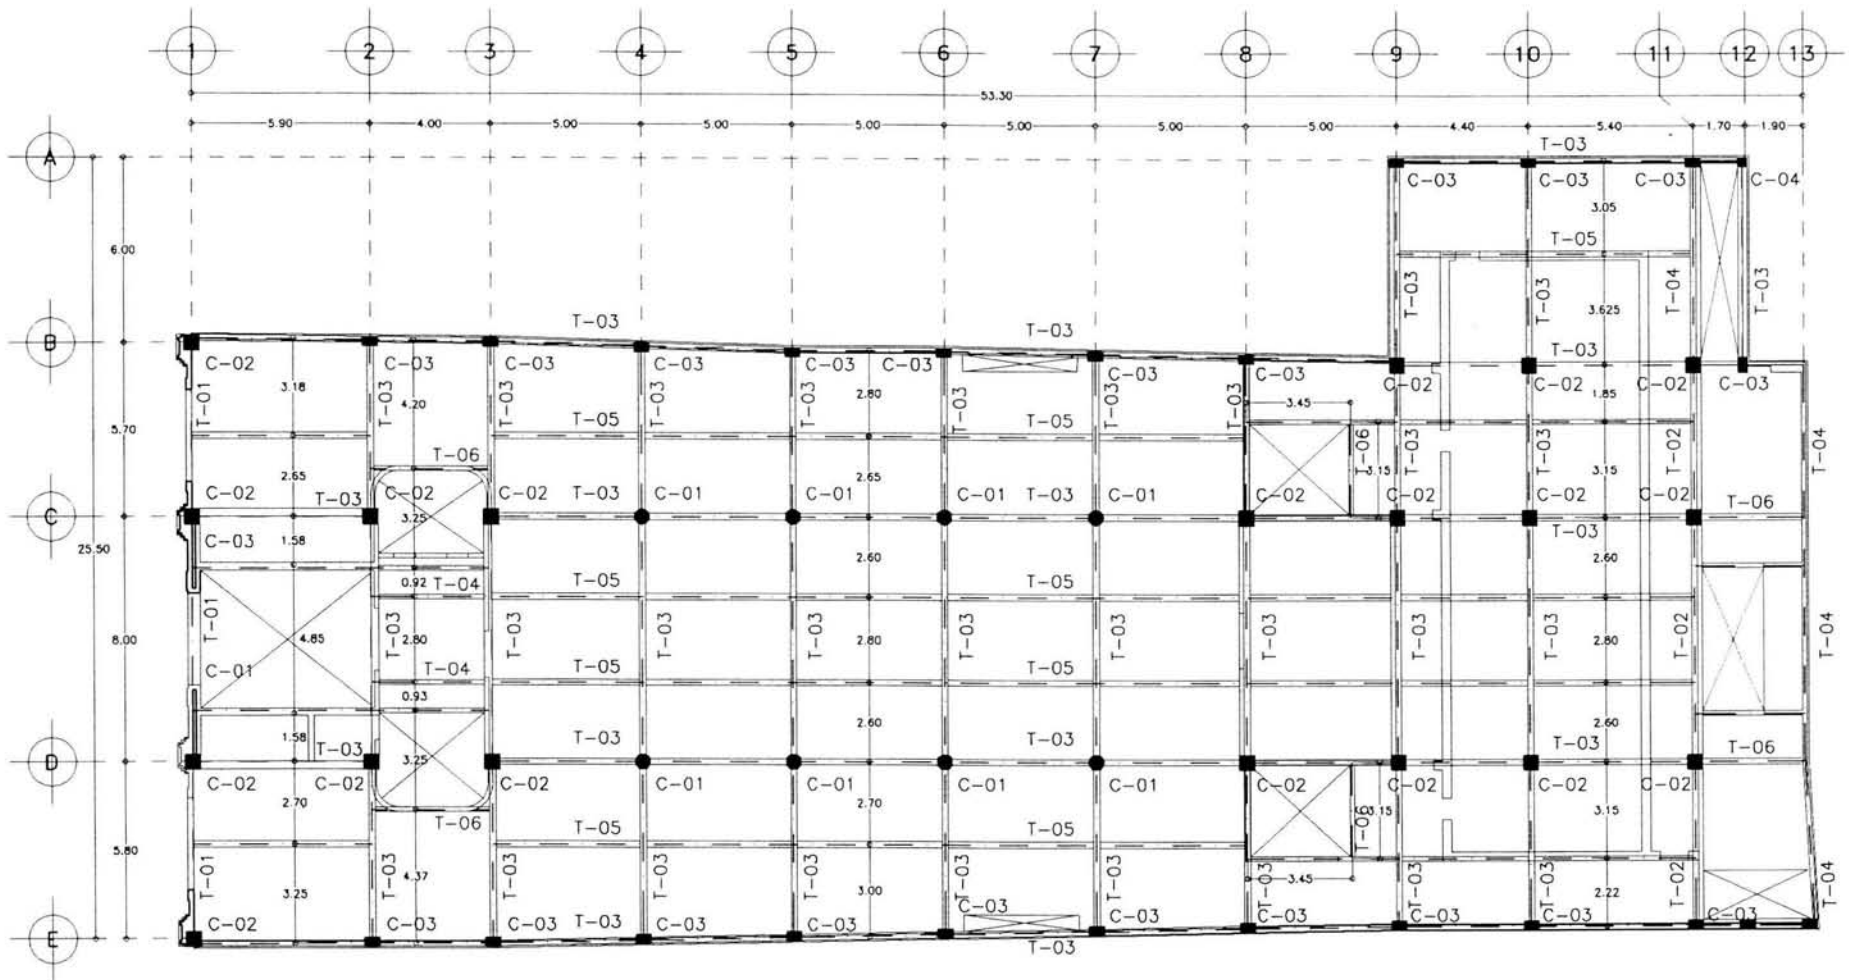 1 2 3 4 5 6 7 8 9 10 11 12 13
53.30
5.90 4.00 5.00 5.00 5.00 5.00 5.00 5.00 4.40 5.40 1.70 1.90
T-03
A
C-03 C-03 C-03 C-04
3.05
6.00
T-05
T-03 T-03 T-04 T-03
3.625
T-03 T-03
B
T-03
C-02 C-03 C-03 C-03 C-03 C-03 C-03 C-03 C-02 C-02 C-02 C-03
3.18 2.80 1.85
T-01 T-03 T-03 T-03 T-03 T-03 T-03 T-03
4.20 3.45
T-05 T-05
5.70
T-06 T-06 T-03 T-03 T-02 T-04
2.65 2.65 3.15 3.15
C-02 T-03 C-02 C-02 T-03 C-01 C-01 C-01 T-03 C-01 C-02 C-02 C-02 C-02 T-06
C
3.25
T-03
C-03 1.58
25.50
2.60 2.60
0.92 T-04 T-05 T-05
T-01 T-03 T-03 T-03 T-03 T-03 T-03 T-03 T-03 T-03 T-02 T-04
8.00
4.85 2.80 2.80 2.80
C-01 T-04 T-05 T-05
0.93
2.60 2.60
1.58 T-03 T-03 T-03 T-03 T-06
D
3.25
C-02 C-02 C-02 C-01 C-01 C-01 C-01 C-02 C-02 C-02 C-02
2.70 2.70
3.15 3.15
T-06 T-05 T-05 T-06
5.80
T-01 T-03 T-03 T-03 T-03 T-03 T-03 T-03 T-03 T-03 T-02 T-04
4.37 3.45
3.25 3.00 2.22
C-03
C-02 C-03 C-03 T-03 C-03 C-03 C-03 C-03 C-03 C-03 C-03
E
T-03